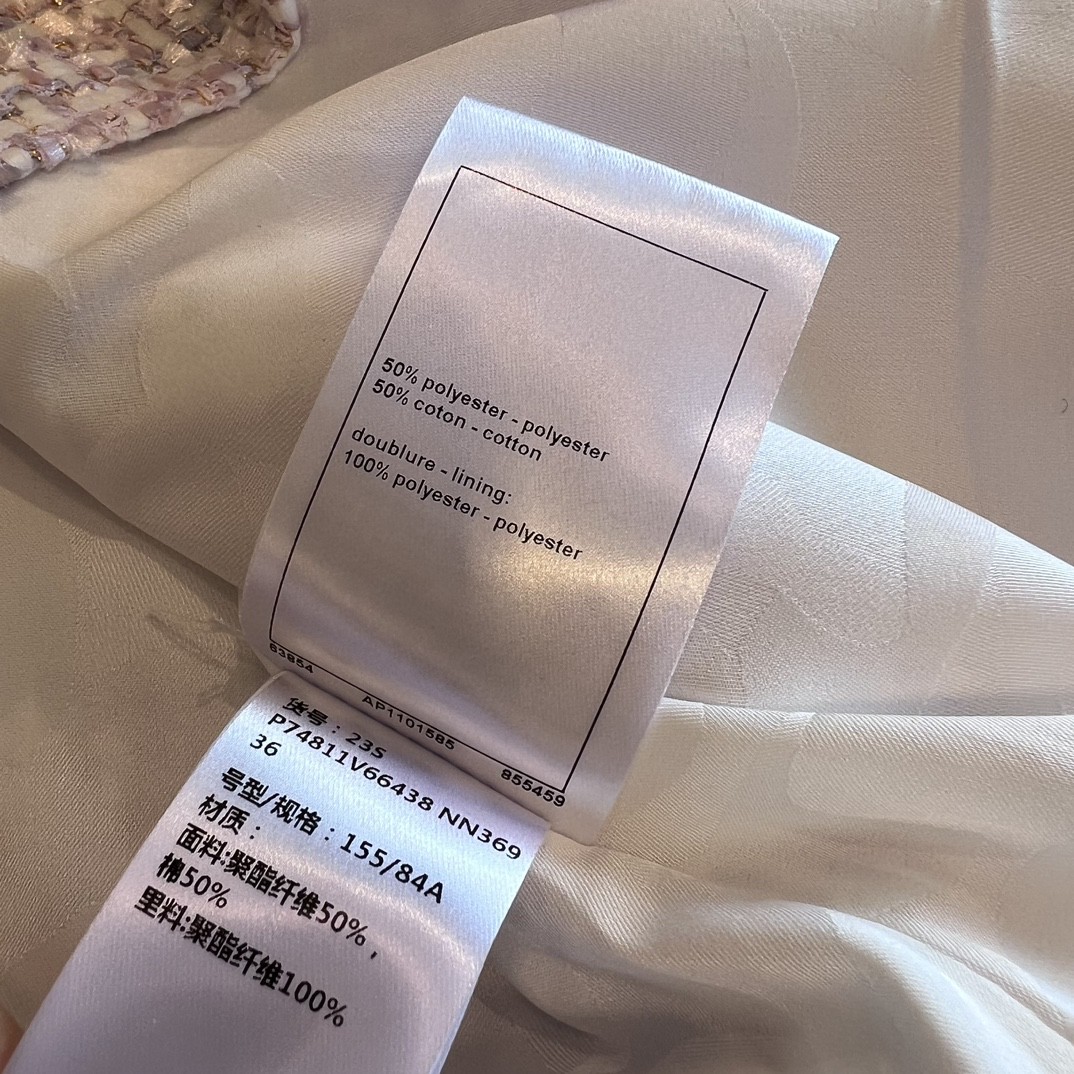 50% polyester - polyester
50% coton - cotton
doublure - lining:
100% polyester - polyester
63854 AP1101585 855459
货号：23S
P74811V66438 NN369
36
号型/规格：155/84A
材质：
面料:聚酯纤维50%，
棉50%
里料:聚酯纤维100%